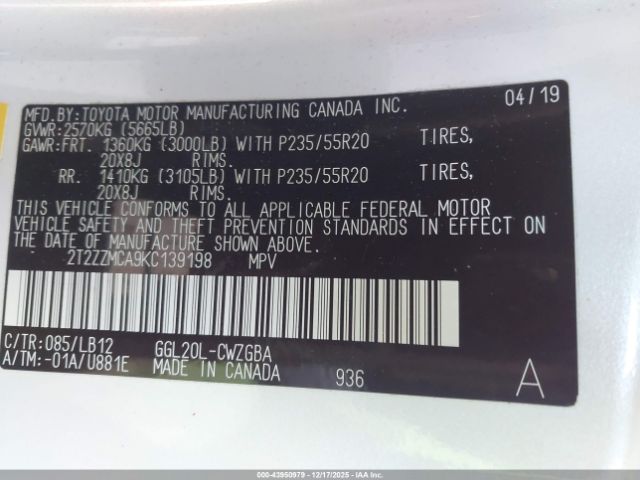 MFD.BY:TOYOTA MOTOR MANUFACTURING CANADA INC. 04/19
GVWR:2570KG (5665LB)
GAWR:FRT. 1360KG (3000LB) WITH P235/55R20 TIRES,
20X8J RIMS.
RR. 1410KG (3105LB) WITH P235/55R20 TIRES,
20X8J RIMS.
THIS VEHICLE CONFORMS TO ALL APPLICABLE FEDERAL MOTOR
VEHICLE SAFETY AND THEFT PREVENTION STANDARDS IN EFFECT ON
THE DATE OF MANUFACTURE SHOWN ABOVE.
2T2ZZMCA9KC139198 MPV
C/TR:085/LB12 GGL20L-CWZGBA
A/TM:-01A/U881E MADE IN CANADA 936 A
000-43950979 - 12/17/2025 - IAAI.COM